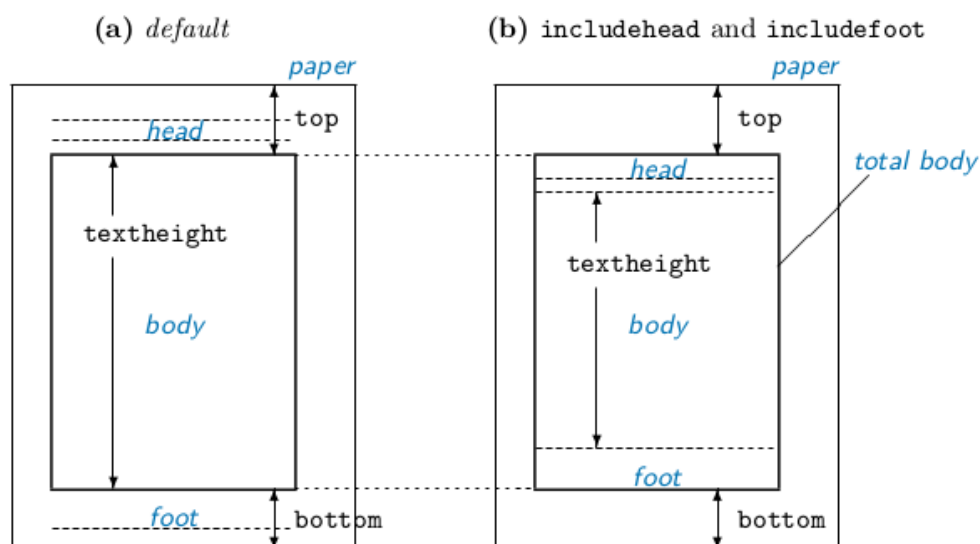 (a) default
(b) includehead and includefoot
paper
paper
top
head
textheight
body
foot
bottom
top
head
total body
textheight
body
foot
bottom